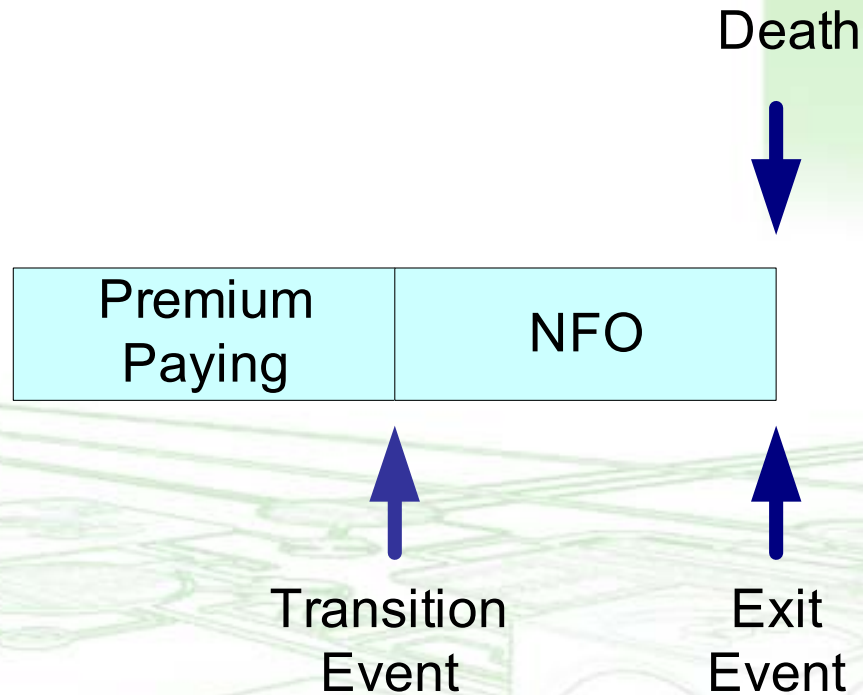 Death
Premium
Paying
NFO
Transition
Event
Exit
Event